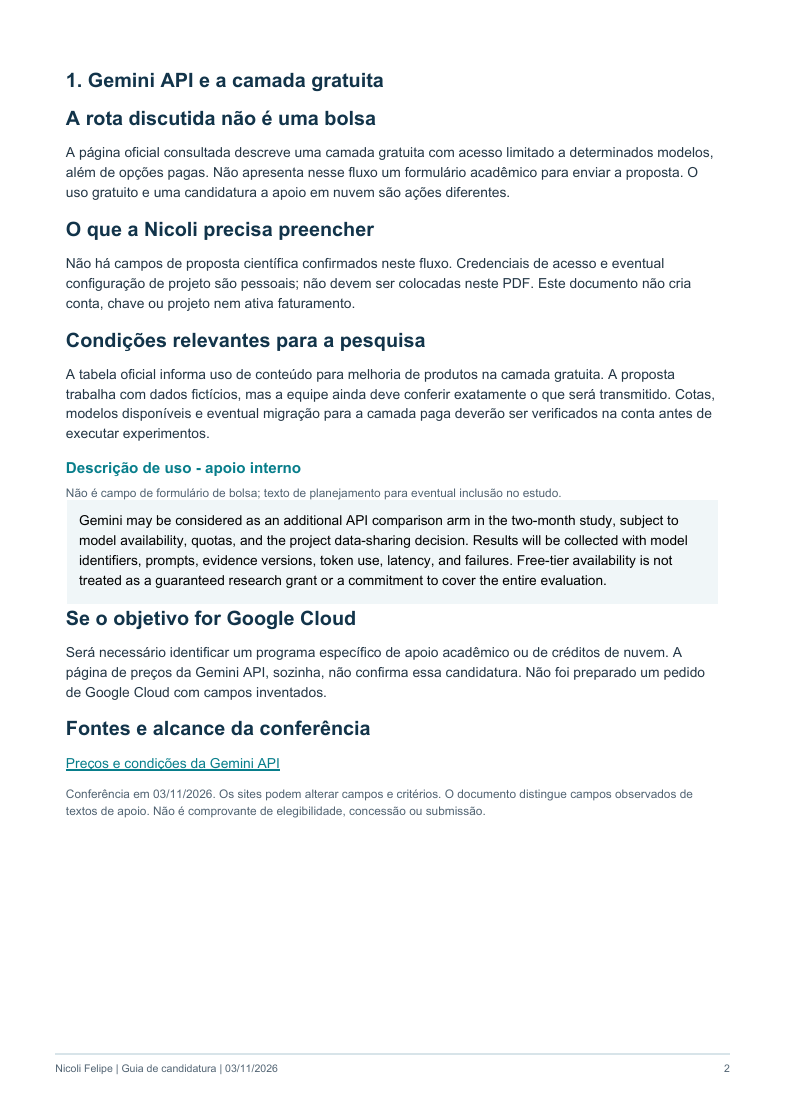 1. Gemini API e a camada gratuita
A rota discutida não é uma bolsa
A página oficial consultada descreve uma camada gratuita com acesso limitado a determinados modelos,
além de opções pagas. Não apresenta nesse fluxo um formulário acadêmico para enviar a proposta. O
uso gratuito e uma candidatura a apoio em nuvem são ações diferentes.
O que a Nicoli precisa preencher
Não há campos de proposta científica confirmados neste fluxo. Credenciais de acesso e eventual
configuração de projeto são pessoais; não devem ser colocadas neste PDF. Este documento não cria
conta, chave ou projeto nem ativa faturamento.
Condições relevantes para a pesquisa
A tabela oficial informa uso de conteúdo para melhoria de produtos na camada gratuita. A proposta
trabalha com dados fictícios, mas a equipe ainda deve conferir exatamente o que será transmitido. Cotas,
modelos disponíveis e eventual migração para a camada paga deverão ser verificados na conta antes de
executar experimentos.
Descrição de uso - apoio interno
Não é campo de formulário de bolsa; texto de planejamento para eventual inclusão no estudo.
Gemini may be considered as an additional API comparison arm in the two-month study, subject to
model availability, quotas, and the project data-sharing decision. Results will be collected with model
identifiers, prompts, evidence versions, token use, latency, and failures. Free-tier availability is not
treated as a guaranteed research grant or a commitment to cover the entire evaluation.
Se o objetivo for Google Cloud
Será necessário identificar um programa específico de apoio acadêmico ou de créditos de nuvem. A
página de preços da Gemini API, sozinha, não confirma essa candidatura. Não foi preparado um pedido
de Google Cloud com campos inventados.
Fontes e alcance da conferência
Preços e condições da Gemini API
Conferência em 03/11/2026. Os sites podem alterar campos e critérios. O documento distingue campos observados de
textos de apoio. Não é comprovante de elegibilidade, concessão ou submissão.
Nicoli Felipe | Guia de candidatura | 03/11/2026 2